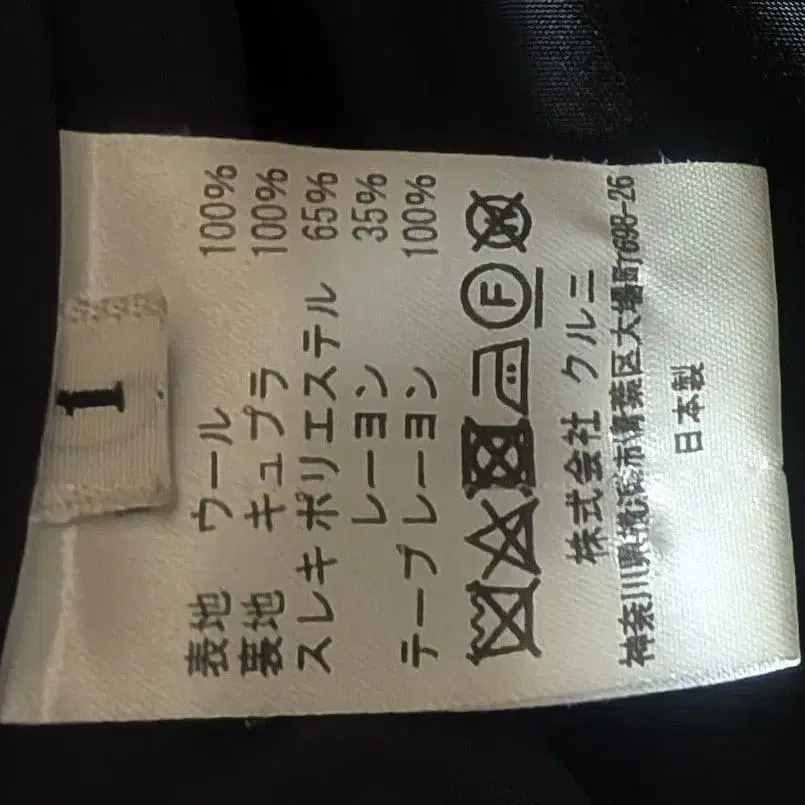 1
表地 ウール 100%
裏地 キュプラ 100%
スレキ ポリエステル 65%
レーヨン 35%
テープ レーヨン 100%
F
W
株式会社 クルニ
神奈川県横浜市青葉区大場町698-26
日本製